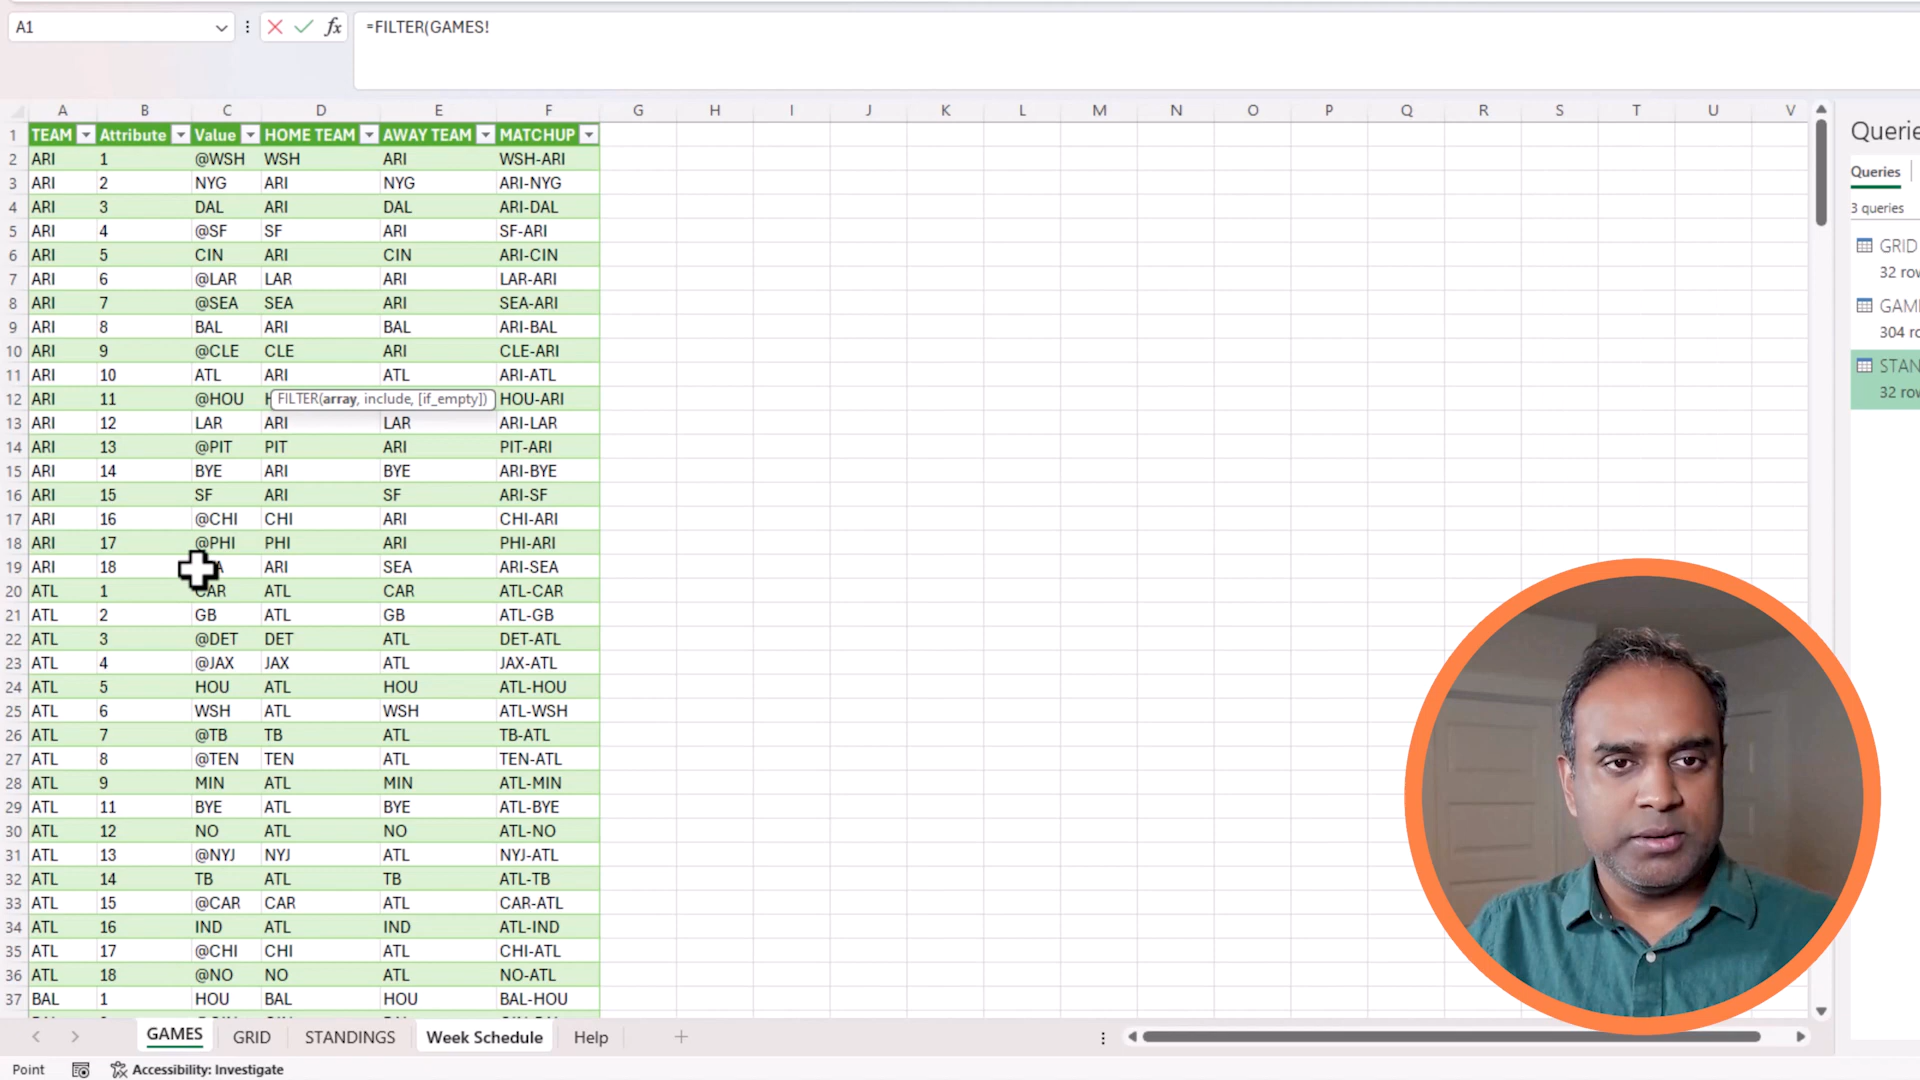 A1
fx
=FILTER(GAMES!
A B C D E F G H I J K L M N O P Q R S T U V
1 TEAM Attribute Value HOME TEAM AWAY TEAM MATCHUP
2 ARI 1 @WSH WSH ARI WSH-ARI
3 ARI 2 NYG ARI NYG ARI-NYG
4 ARI 3 DAL ARI DAL ARI-DAL
5 ARI 4 @SF SF ARI SF-ARI
6 ARI 5 CIN ARI CIN ARI-CIN
7 ARI 6 @LAR LAR ARI LAR-ARI
8 ARI 7 @SEA SEA ARI SEA-ARI
9 ARI 8 BAL ARI BAL ARI-BAL
10 ARI 9 @CLE CLE ARI CLE-ARI
11 ARI 10 ATL ARI ATL ARI-ATL
12 ARI 11 @HOU FILTER(array, include, [if_empty]) HOU-ARI
13 ARI 12 LAR ARI LAR ARI-LAR
14 ARI 13 @PIT PIT ARI PIT-ARI
15 ARI 14 BYE ARI BYE ARI-BYE
16 ARI 15 SF ARI SF ARI-SF
17 ARI 16 @CHI CHI ARI CHI-ARI
18 ARI 17 @PHI PHI ARI PHI-ARI
19 ARI 18 ARI SEA ARI-SEA
20 ATL 1 CAR ATL CAR ATL-CAR
21 ATL 2 GB ATL GB ATL-GB
22 ATL 3 @DET DET ATL DET-ATL
23 ATL 4 @JAX JAX ATL JAX-ATL
24 ATL 5 HOU ATL HOU ATL-HOU
25 ATL 6 WSH ATL WSH ATL-WSH
26 ATL 7 @TB TB ATL TB-ATL
27 ATL 8 @TEN TEN ATL TEN-ATL
28 ATL 9 MIN ATL MIN ATL-MIN
29 ATL 11 BYE ATL BYE ATL-BYE
30 ATL 12 NO ATL NO ATL-NO
31 ATL 13 @NYJ NYJ ATL NYJ-ATL
32 ATL 14 TB ATL TB ATL-TB
33 ATL 15 @CAR CAR ATL CAR-ATL
34 ATL 16 IND ATL IND ATL-IND
35 ATL 17 @CHI CHI ATL CHI-ATL
36 ATL 18 @NO NO ATL NO-ATL
37 BAL 1 HOU BAL HOU BAL-HOU
Querie
Queries
3 queries
GRID
32 row
GAM
304 ro
STAN
32 row
GAMES GRID STANDINGS Week Schedule Help
Point Accessibility: Investigate